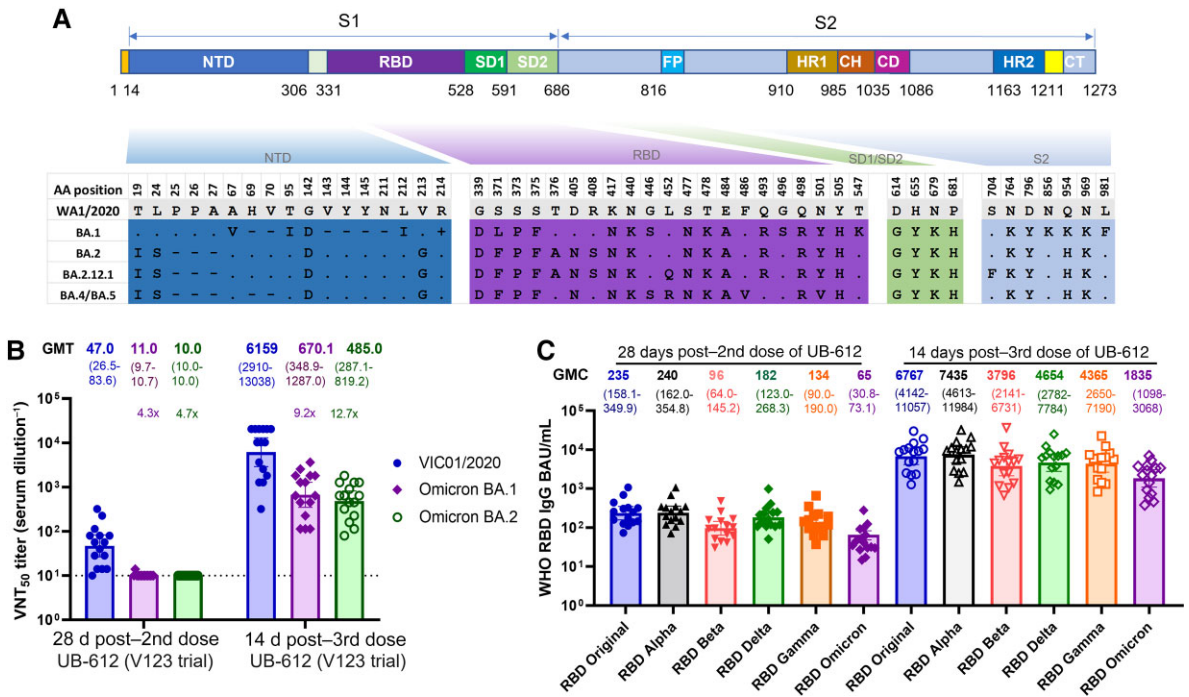 A
S1 S2
NTD RBD SD1 SD2 FP HR1 CH CD HR2 CT
1 14 306 331 528 591 686 816 910 985 1035 1086 1163 1211 1273
NTD RBD SD1/SD2 S2
AA position 19 24 25 26 27 67 69 70 95 142 143 144 145 211 212 213 214 339 371 373 375 376 405 408 417 440 446 452 477 478 484 486 493 496 498 501 505 547 614 655 679 681 704 764 796 856 954 969 981
WA1/2020 T L P P A A H V T G V Y Y N L V R G S S S T D R K N G L S T E F Q G Q N Y T D H N P S N D N Q N L
BA.1 . . . . . V - - I D - - - - I . + D L P F . . . N K S . N K A . R S R Y H K G Y K H . K Y K K K F
BA.2 I S - - - . . . . D . . . . . G . D F P F A N S N K . . N K A . R . R Y H . G Y K H . K Y . H K .
BA.2.12.1 I S - - - . . . . D . . . . . G . D F P F A N S N K . Q N K A . R . R Y H . G Y K H F K Y . H K .
BA.4/BA.5 I S - - - . - - . D . . . . . G . D F P F . N . N K S R N K A V . . R V H . G Y K H . K Y . H K .
B
GMT 47.0 11.0 10.0 6159 670.1 485.0
(26.5-83.6) (9.7-10.7) (10.0-10.0) (2910-13038) (348.9-1287.0) (287.1-819.2)
4.3x 4.7x 9.2x 12.7x
VNT50 titer (serum dilution⁻¹)
10⁵
10⁴
10³
10²
10¹
10⁰
VIC01/2020
Omicron BA.1
Omicron BA.2
28 d post–2nd dose 14 d post–3rd dose
UB-612 (V123 trial) UB-612 (V123 trial)
C
28 days post–2nd dose of UB-612 14 days post–3rd dose of UB-612
GMC 235 240 96 182 134 65 6767 7435 3796 4654 4365 1835
(158.1-349.9) (162.0-354.8) (64.0-145.2) (123.0-268.3) (90.0-190.0) (30.8-73.1) (4142-11057) (4613-11984) (2141-6731) (2782-7784) (2650-7190) (1098-3068)
WHO RBD IgG BAU/mL
10⁵
10⁴
10³
10²
10¹
10⁰
RBD Original RBD Alpha RBD Beta RBD Delta RBD Gamma RBD Omicron RBD Original RBD Alpha RBD Beta RBD Delta RBD Gamma RBD Omicron